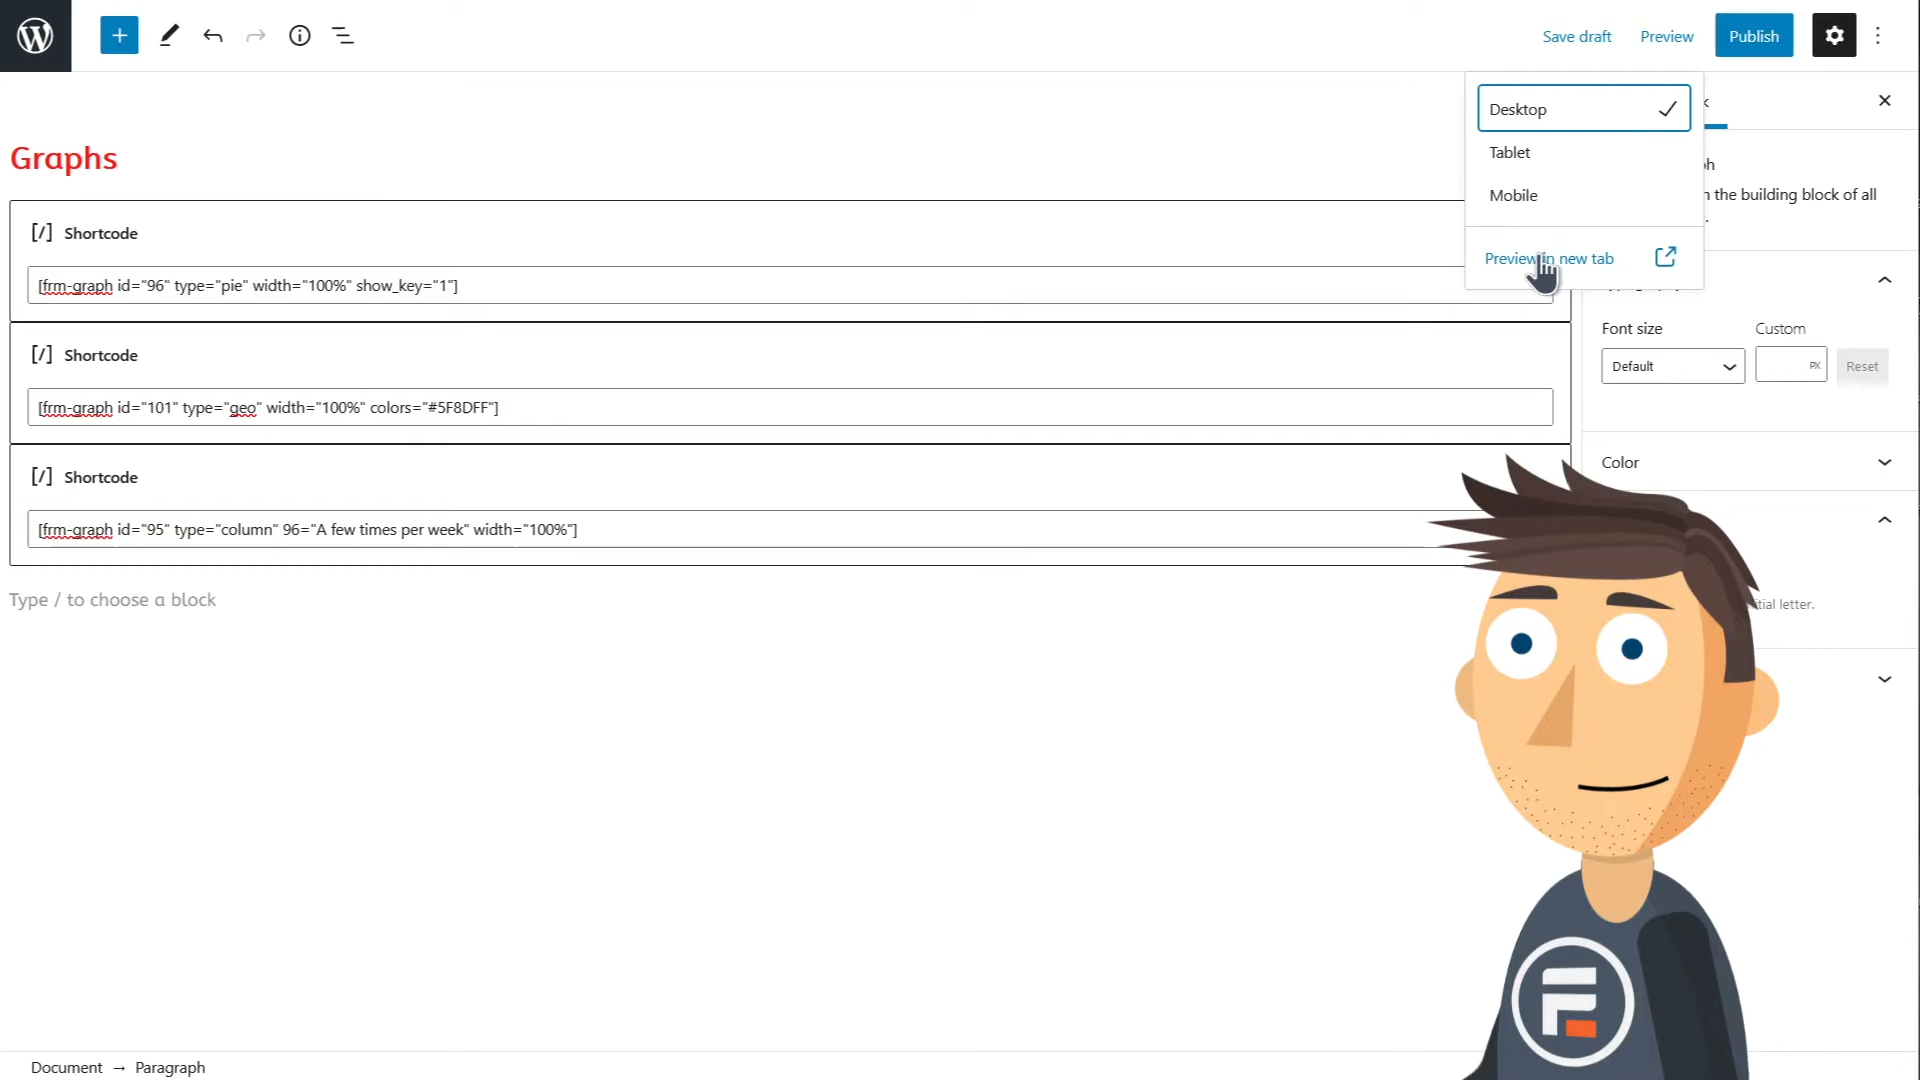 Save draft
Preview
Publish
Desktop
Tablet
Mobile
Preview in new tab
n the building block of all
Graphs
[/] Shortcode
[frm-graph id="96" type="pie" width="100%" show_key="1"]
[/] Shortcode
[frm-graph id="101" type="geo" width="100%" colors="#5F8DFF"]
[/] Shortcode
[frm-graph id="95" type="column" 96="A few times per week" width="100%"]
Type / to choose a block
Font size
Custom
Default
PX
Reset
Color
tial letter.
Document → Paragraph